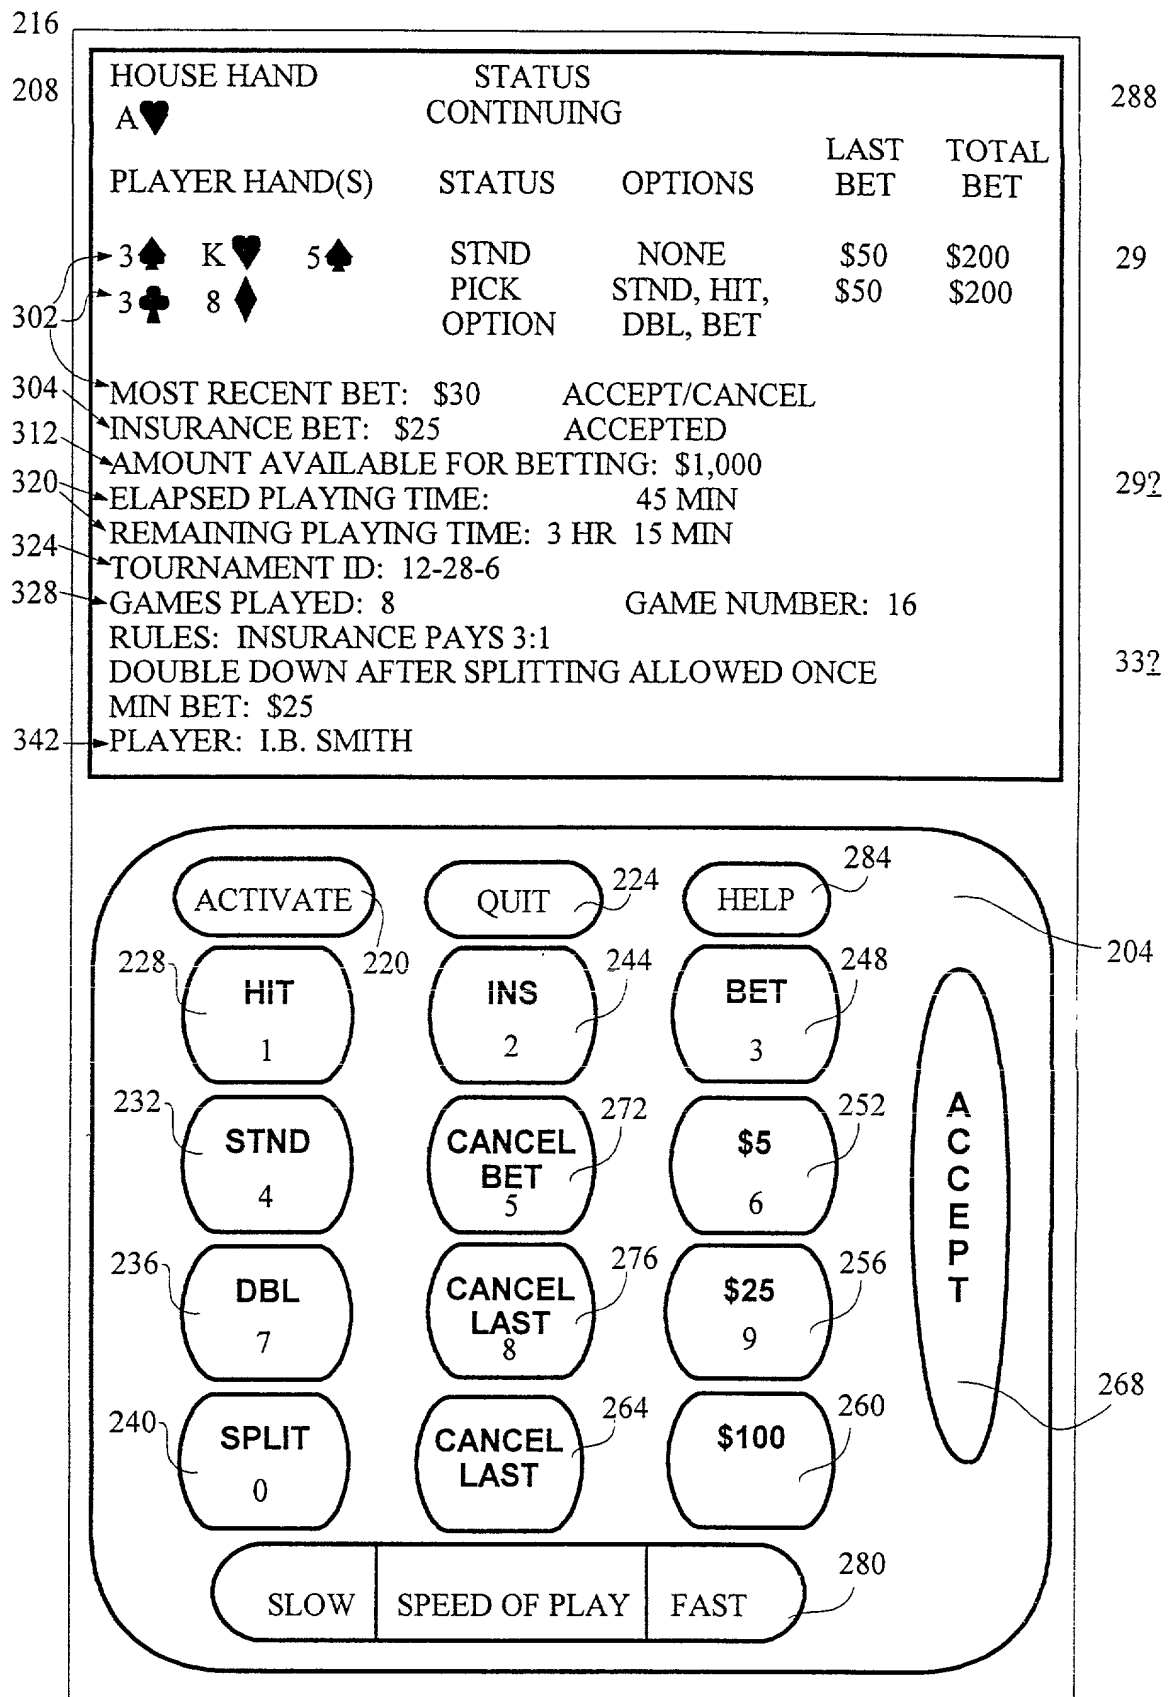 216
208
HOUSE HAND STATUS
A♥ CONTINUING
288
LAST TOTAL
PLAYER HAND(S) STATUS OPTIONS BET BET
3♠ K♥ 5♠ STND NONE $50 $200
29
3♣ 8♦ PICK STND, HIT, $50 $200
302
OPTION DBL, BET
304
MOST RECENT BET: $30 ACCEPT/CANCEL
312
INSURANCE BET: $25 ACCEPTED
AMOUNT AVAILABLE FOR BETTING: $1,000
320
ELAPSED PLAYING TIME: 45 MIN
29?
REMAINING PLAYING TIME: 3 HR 15 MIN
324
TOURNAMENT ID: 12-28-6
328
GAMES PLAYED: 8 GAME NUMBER: 16
RULES: INSURANCE PAYS 3:1
DOUBLE DOWN AFTER SPLITTING ALLOWED ONCE
33?
MIN BET: $25
342
PLAYER: I.B. SMITH
ACTIVATE QUIT HELP
220 224 284
204
228 244 248
HIT INS BET
1 2 3
232 272 252
STND CANCEL $5
BET
4 5 6
236 276 256
DBL CANCEL $25
LAST
7 8 9
240 264 260
SPLIT CANCEL $100
LAST
0
ACCEPT
268
SLOW SPEED OF PLAY FAST
280